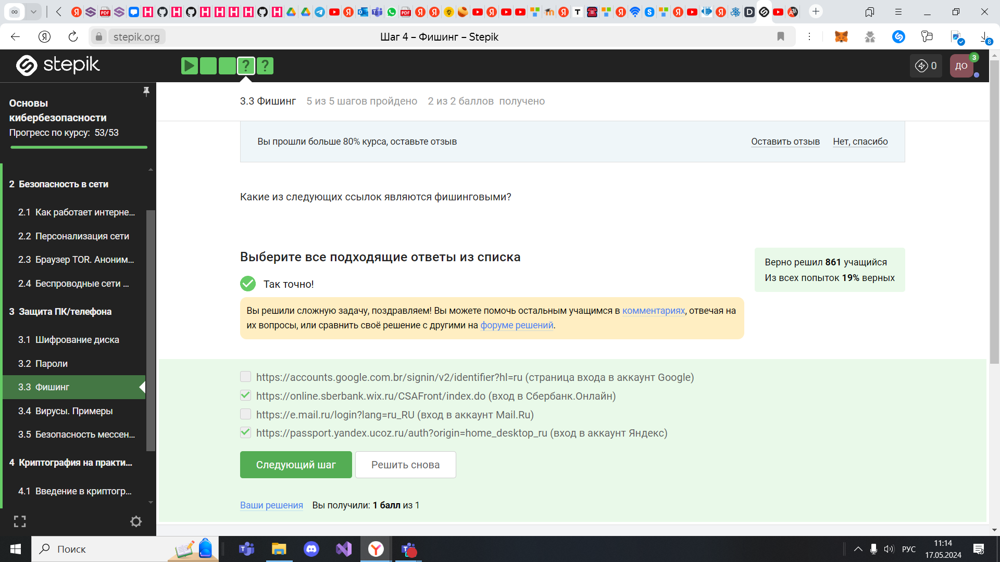 stepik.org
Шаг 4 – Фишинг – Stepik
8
stepik
? ?
0
ДО
3
Основы
кибербезопасности
Прогресс по курсу: 53/53
2 Безопасность в сети
2.1 Как работает интерне...
2.2 Персонализация сети
2.3 Браузер TOR. Аноним...
2.4 Беспроводные сети ...
3 Защита ПК/телефона
3.1 Шифрование диска
3.2 Пароли
3.3 Фишинг
3.4 Вирусы. Примеры
3.5 Безопасность мессен...
4 Криптография на практи...
4.1 Введение в криптогр...
3.3 Фишинг 5 из 5 шагов пройдено 2 из 2 баллов получено
Вы прошли больше 80% курса, оставьте отзыв Оставить отзыв Нет, спасибо
Какие из следующих ссылок являются фишинговыми?
Выберите все подходящие ответы из списка
Так точно!
Вы решили сложную задачу, поздравляем! Вы можете помочь остальным учащимся в комментариях, отвечая на
их вопросы, или сравнить своё решение с другими на форуме решений.
Верно решил 861 учащийся
Из всех попыток 19% верных
https://accounts.google.com.br/signin/v2/identifier?hl=ru (страница входа в аккаунт Google)
https://online.sberbank.wix.ru/CSAFront/index.do (вход в Сбербанк.Онлайн)
https://e.mail.ru/login?lang=ru_RU (вход в аккаунт Mail.Ru)
https://passport.yandex.ucoz.ru/auth?origin=home_desktop_ru (вход в аккаунт Яндекс)
Следующий шаг Решить снова
Ваши решения Вы получили: 1 балл из 1
Поиск
РУС
11:14
17.05.2024